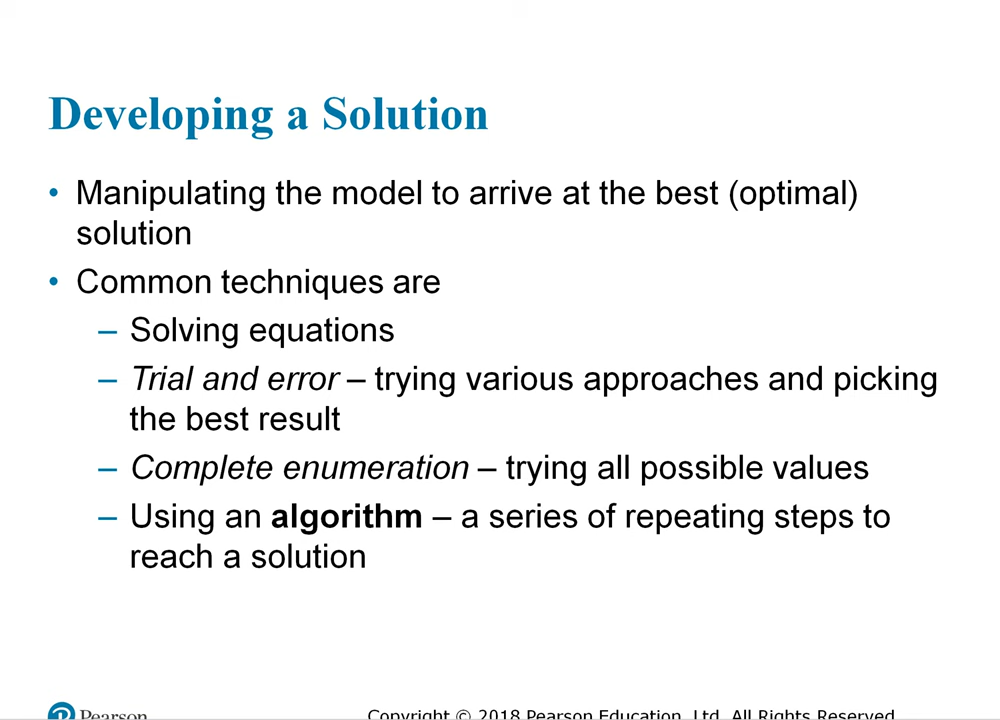 Developing a Solution
• Manipulating the model to arrive at the best (optimal)
solution
• Common techniques are
– Solving equations
– Trial and error – trying various approaches and picking
the best result
– Complete enumeration – trying all possible values
– Using an algorithm – a series of repeating steps to
reach a solution
Pearson
Copyright © 2018 Pearson Education, Ltd. All Rights Reserved